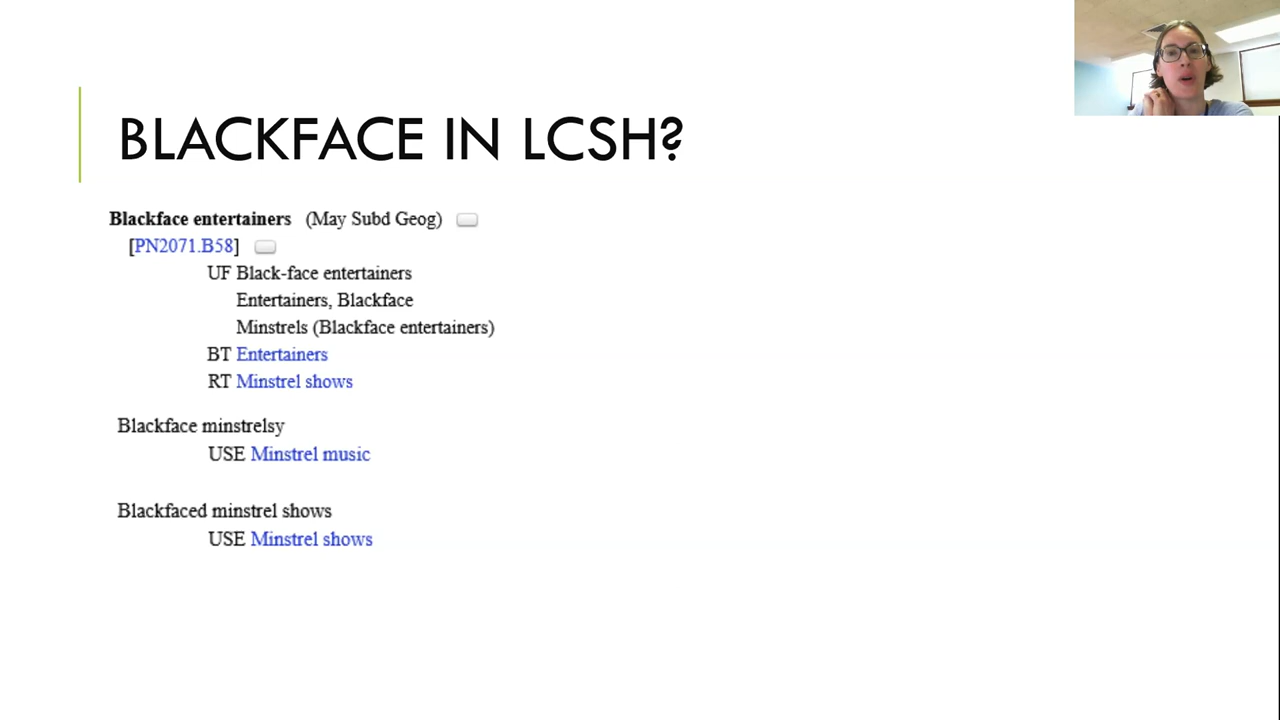 BLACKFACE IN LCSH?
Blackface entertainers (May Subd Geog)
[PN2071.B58]
UF Black-face entertainers
Entertainers, Blackface
Minstrels (Blackface entertainers)
BT Entertainers
RT Minstrel shows
Blackface minstrelsy
USE Minstrel music
Blackfaced minstrel shows
USE Minstrel shows